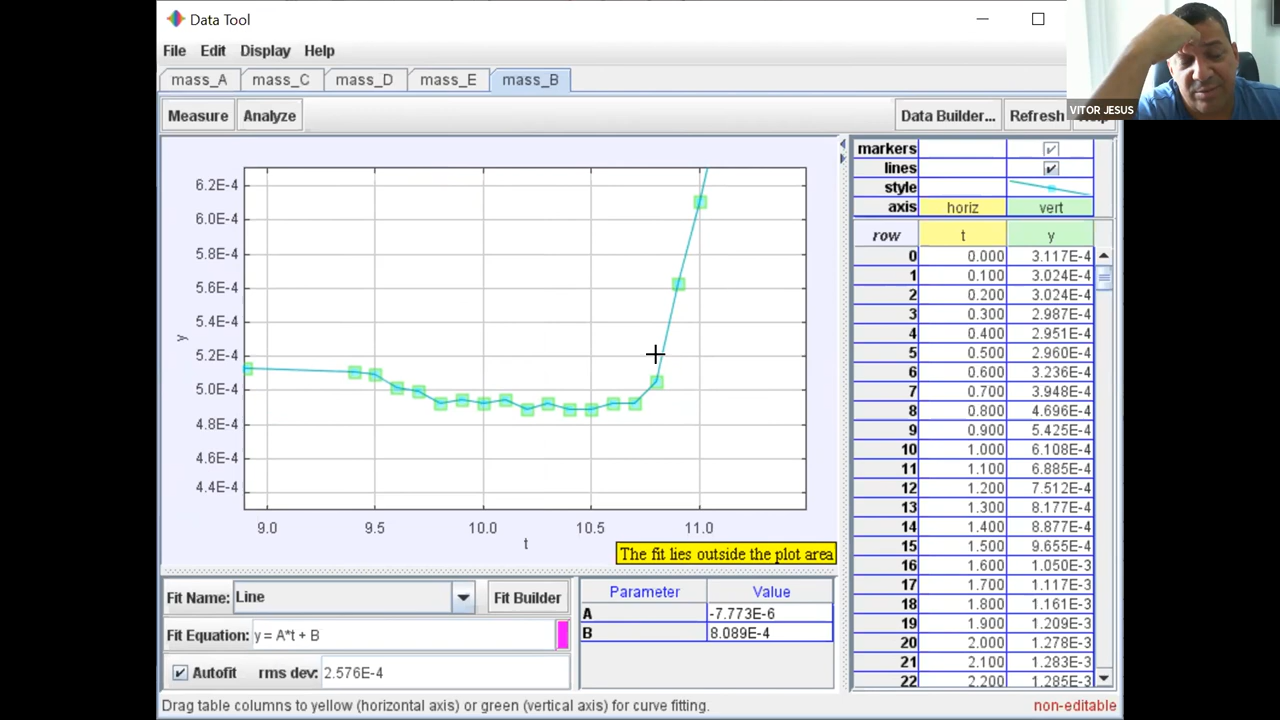 Data Tool
File Edit Display Help
VITOR JESUS
mass_A mass_C mass_D mass_E mass_B
Measure Analyze Data Builder... Refresh Help
markers
lines
style
axis horiz vert
row t y
0 0.000 3.117E-4
1 0.100 3.024E-4
2 0.200 3.024E-4
3 0.300 2.987E-4
4 0.400 2.951E-4
5 0.500 2.960E-4
6 0.600 3.236E-4
7 0.700 3.948E-4
8 0.800 4.696E-4
9 0.900 5.425E-4
10 1.000 6.108E-4
11 1.100 6.885E-4
12 1.200 7.512E-4
13 1.300 8.177E-4
14 1.400 8.877E-4
15 1.500 9.655E-4
16 1.600 1.050E-3
17 1.700 1.117E-3
18 1.800 1.161E-3
19 1.900 1.209E-3
20 2.000 1.278E-3
21 2.100 1.283E-3
22 2.200 1.285E-3
6.2E-4
6.0E-4
5.8E-4
5.6E-4
5.4E-4
y
5.2E-4
5.0E-4
4.8E-4
4.6E-4
4.4E-4
9.0 9.5 10.0 10.5 11.0
t
The fit lies outside the plot area
Fit Name: Line Fit Builder
Fit Equation: y = A*t + B
Autofit rms dev: 2.576E-4
Parameter Value
A -7.773E-6
B 8.089E-4
Drag table columns to yellow (horizontal axis) or green (vertical axis) for curve fitting. non-editable